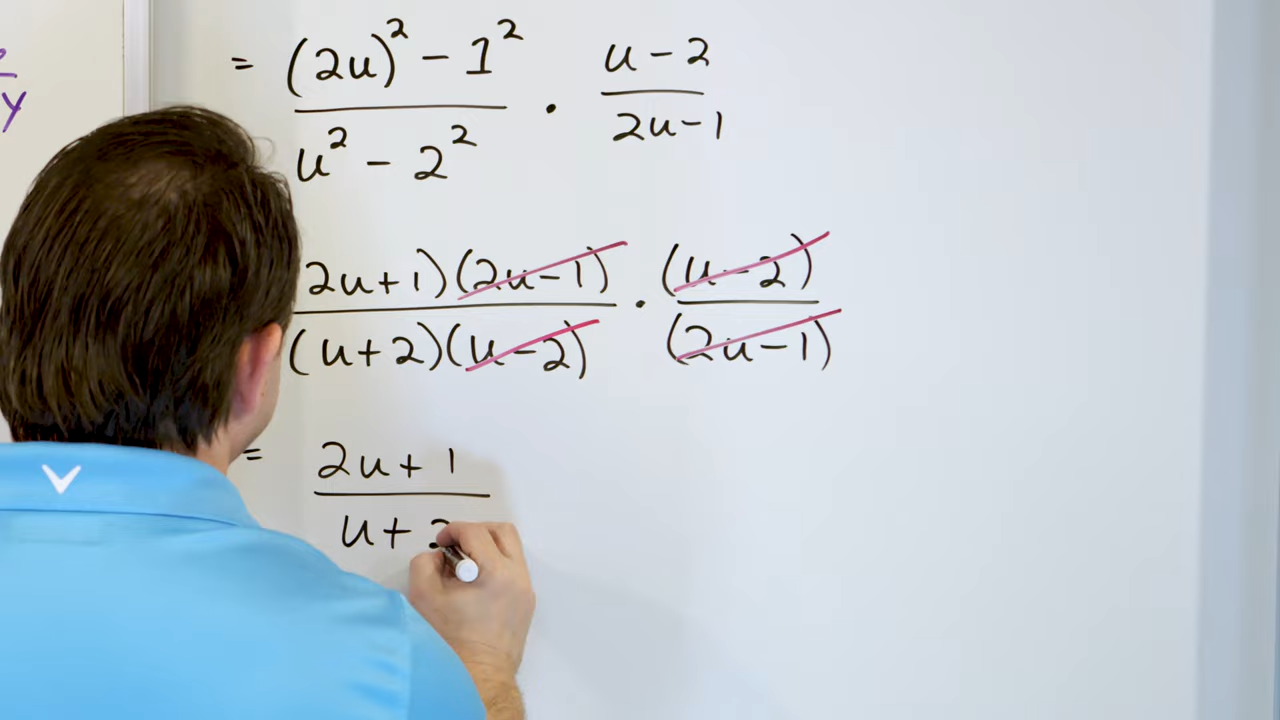 = (2u)² - 1² / u² - 2² · u - 2 / 2u - 1
2u + 1)(2u - 1) / (u + 2)(u - 2) · (u - 2) / (2u - 1)
= 2u + 1 / u + 2
y